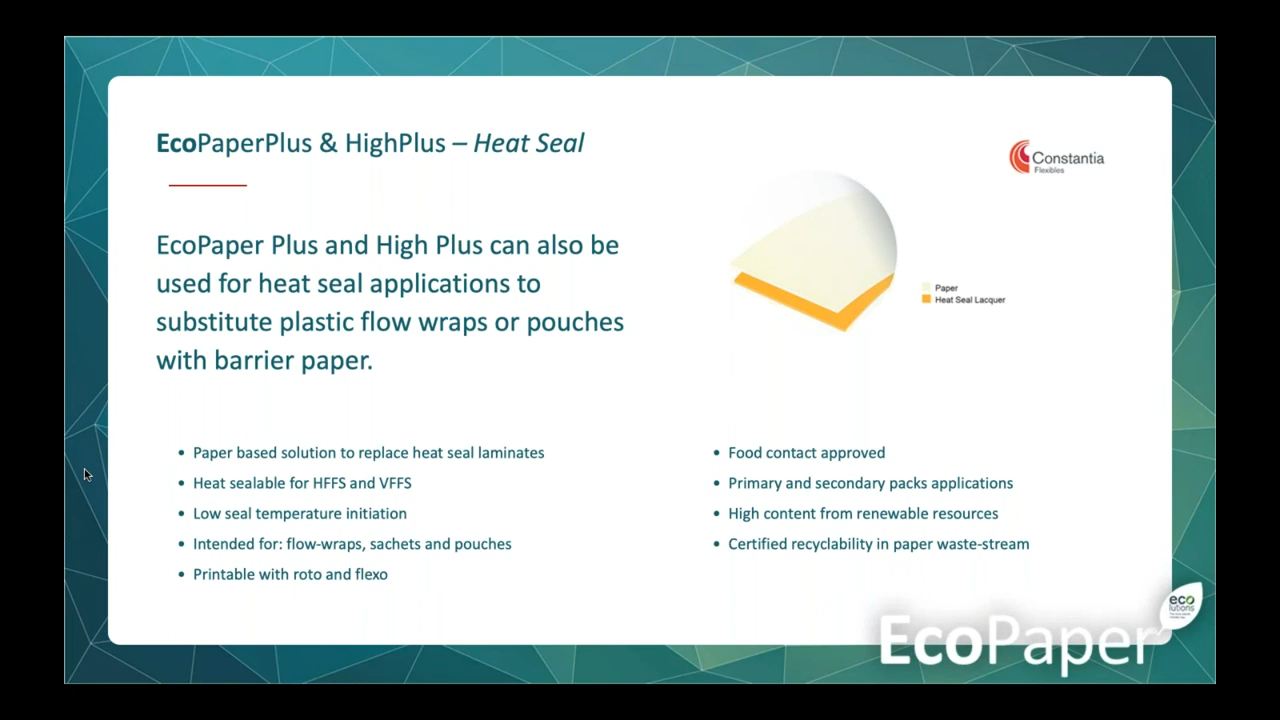 EcoPaperPlus & HighPlus – Heat Seal
Constantia
Flexibles
EcoPaper Plus and High Plus can also be
used for heat seal applications to
substitute plastic flow wraps or pouches
with barrier paper.
Paper
Heat Seal Lacquer
• Paper based solution to replace heat seal laminates
• Heat sealable for HFFS and VFFS
• Low seal temperature initiation
• Intended for: flow-wraps, sachets and pouches
• Printable with roto and flexo
• Food contact approved
• Primary and secondary packs applications
• High content from renewable resources
• Certified recyclability in paper waste-stream
eco
lutions
EcoPaper